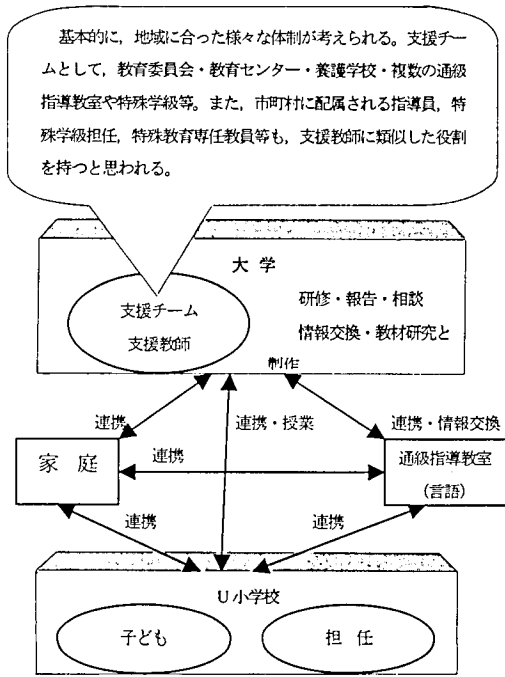 基本的に，地域に合った様々な体制が考えられる。支援チー
ムとして，教育委員会・教育センター・養護学校・複数の通級
指導教室や特殊学級等。また，市町村に配属される指導員，特
殊学級担任，特殊教育専任教員等も，支援教師に類似した役割
を持つと思われる。
大 学
支援チーム
支援教師
研修・報告・相談
情報交換・教材研究と
制作
連携
連携・授業
連携・情報交換
家 庭
連携
通級指導教室
(言語)
連携
連携
U小学校
子ども
担 任